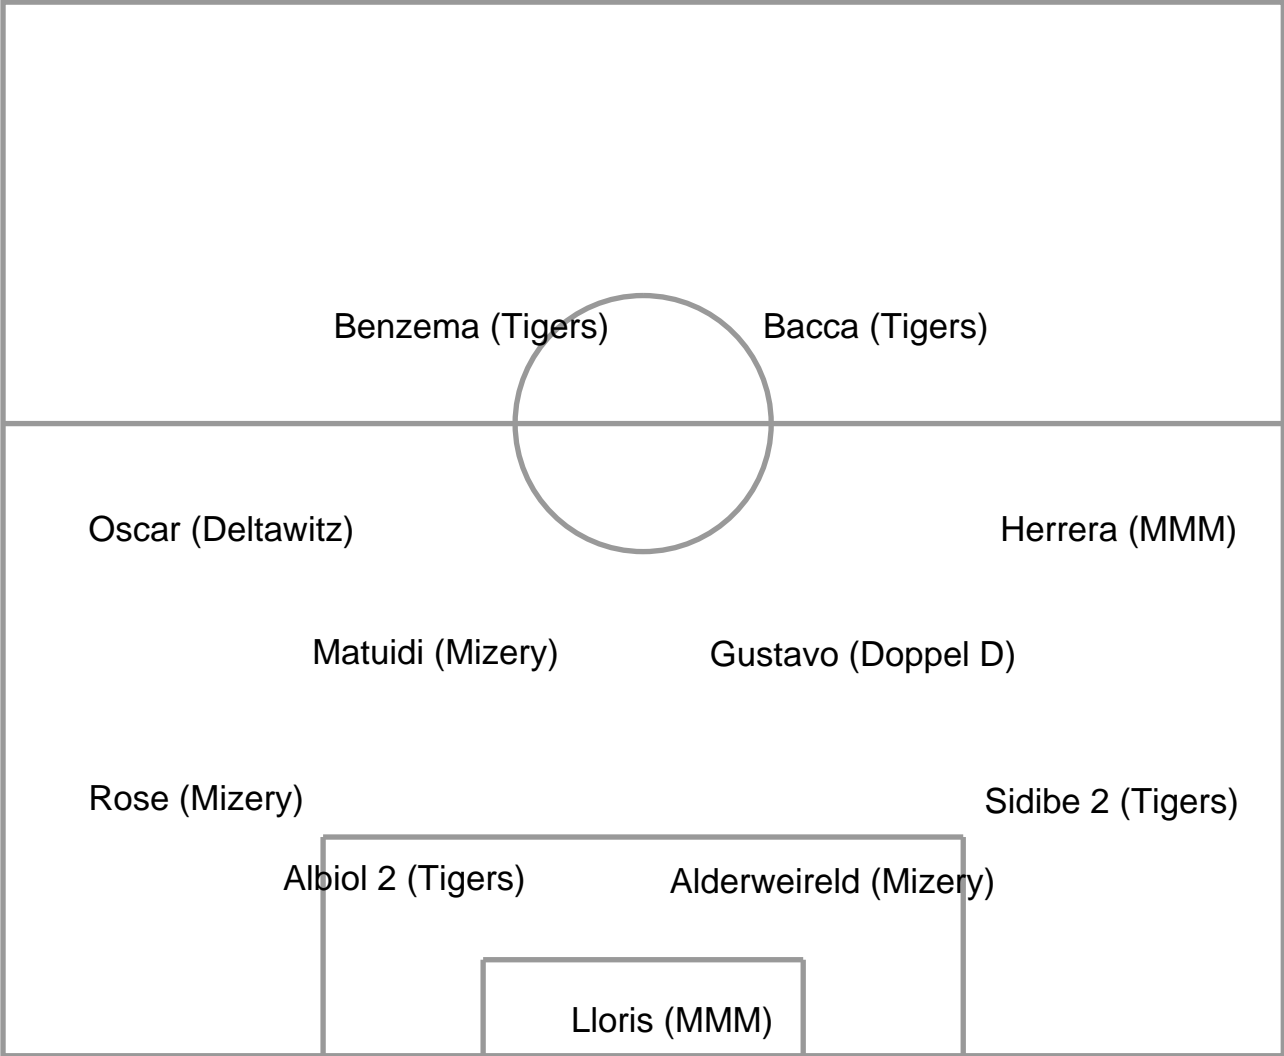 Benzema (Tigers)
Bacca (Tigers)
Oscar (Deltawitz)
Herrera (MMM)
Matuidi (Mizery)
Gustavo (Doppel D)
Rose (Mizery)
Sidibe 2 (Tigers)
Albiol 2 (Tigers)
Alderweireld (Mizery)
Lloris (MMM)